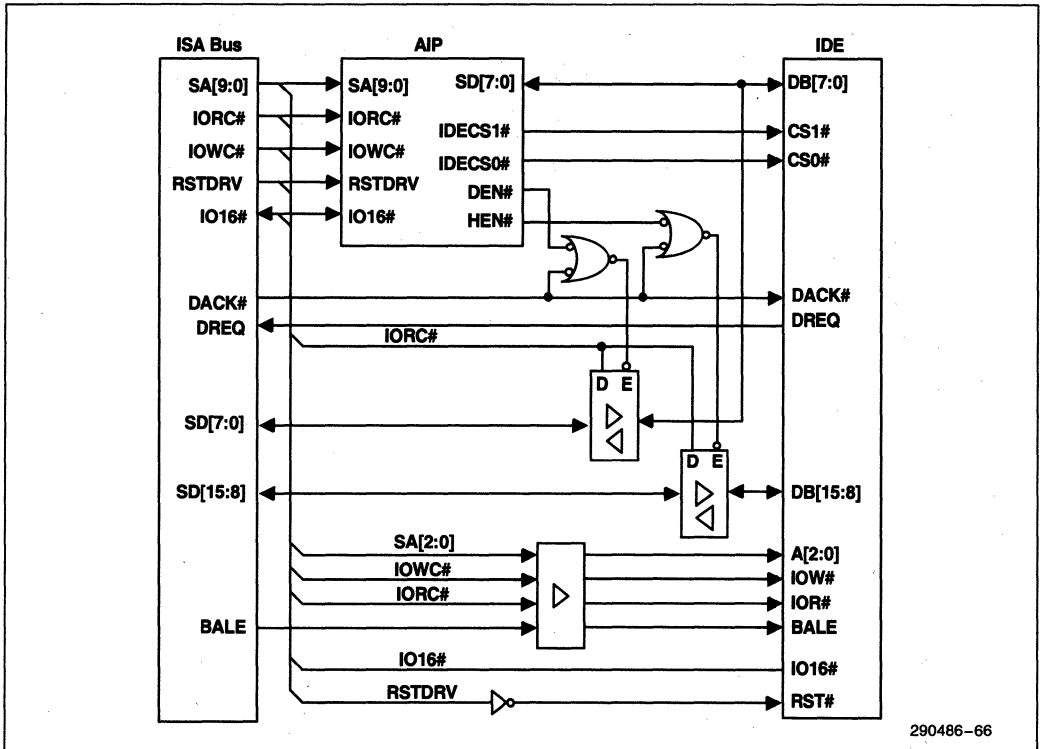 ISA Bus AIP IDE
SA[9:0] SA[9:0] SD[7:0] DB[7:0]
IORC# IORC# IDECS1# CS1#
IOWC# IOWC# IDECS0# CS0#
RSTDRV RSTDRV DEN#
IO16# IO16# HEN#
DACK# DACK#
DREQ DREQ
IORC#
D E
SD[7:0]
D E
SD[15:8] DB[15:8]
SA[2:0] A[2:0]
IOWC# IOW#
IORC# IOR#
BALE BALE
IO16# IO16#
RSTDRV RST#
290486-66